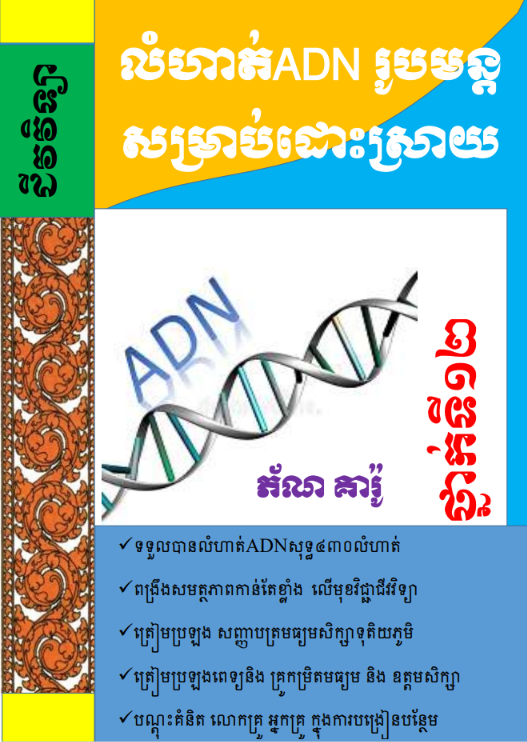 លំហាត់ADN រូបមន្ត
សម្រាប់ដោះស្រាយ
ជីវវិទ្យា
ADN
ថ្នាក់ទី១២
ភ័ណ គារ៉ូ
✓ ទទួលបានលំហាត់ADNសុទ្ធ៤៣០លំហាត់
✓ ពង្រឹងសមត្ថភាពកាន់តែខ្លាំង លើមុខវិជ្ជាជីវវិទ្យា
✓ ត្រៀមប្រឡង សញ្ញាបត្រមធ្យមសិក្សាទុតិយភូមិ
✓ ត្រៀមប្រឡងពេទ្យនិង គ្រូកម្រិតមធ្យម និង ឧត្តមសិក្សា
✓ បណ្តុះគំនិត លោកគ្រូ អ្នកគ្រូ ក្នុងការបង្រៀនបន្ថែម